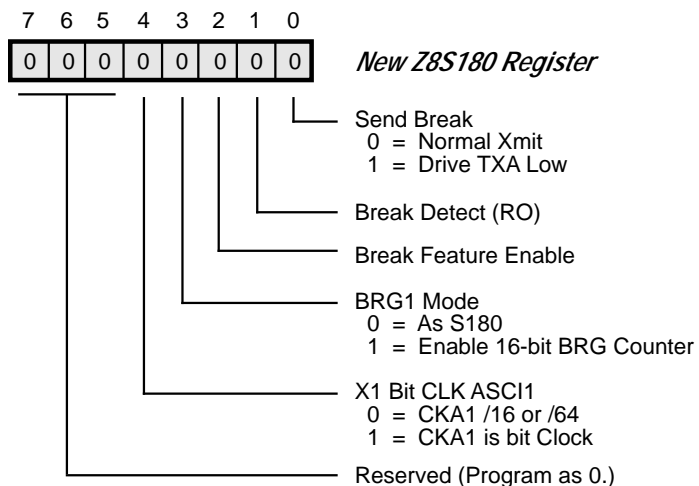 7 6 5 4 3 2 1 0
0 0 0 0 0 0 0 0
New Z8S180 Register
Send Break
0 = Normal Xmit
1 = Drive TXA Low
Break Detect (RO)
Break Feature Enable
BRG1 Mode
0 = As S180
1 = Enable 16-bit BRG Counter
X1 Bit CLK ASCI1
0 = CKA1 /16 or /64
1 = CKA1 is bit Clock
Reserved (Program as 0.)